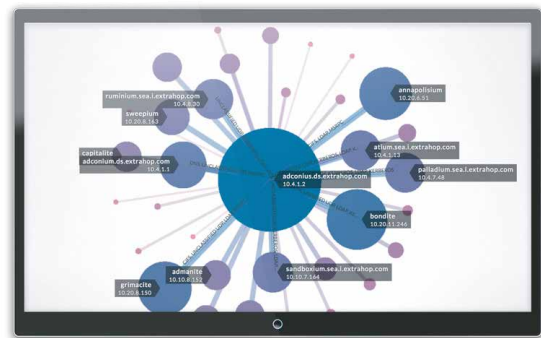 annapolisium
10.20.6.51
ruminium.sea.i.extrahop.com
10.4.8.30
sweepium
10.20.8.163
atium.sea.i.extrahop.com
10.4.1.13
capitalite
adconium.ds.extrahop.com
10.4.1.1
palladium.sea.i.extrahop.com
10.4.7.48
adconius.ds.extrahop.com
10.4.1.2
bondite
10.20.11.246
admanite
10.10.8.152
sandboxium.sea.i.extrahop.com
10.10.7.164
grimacite
10.20.8.150